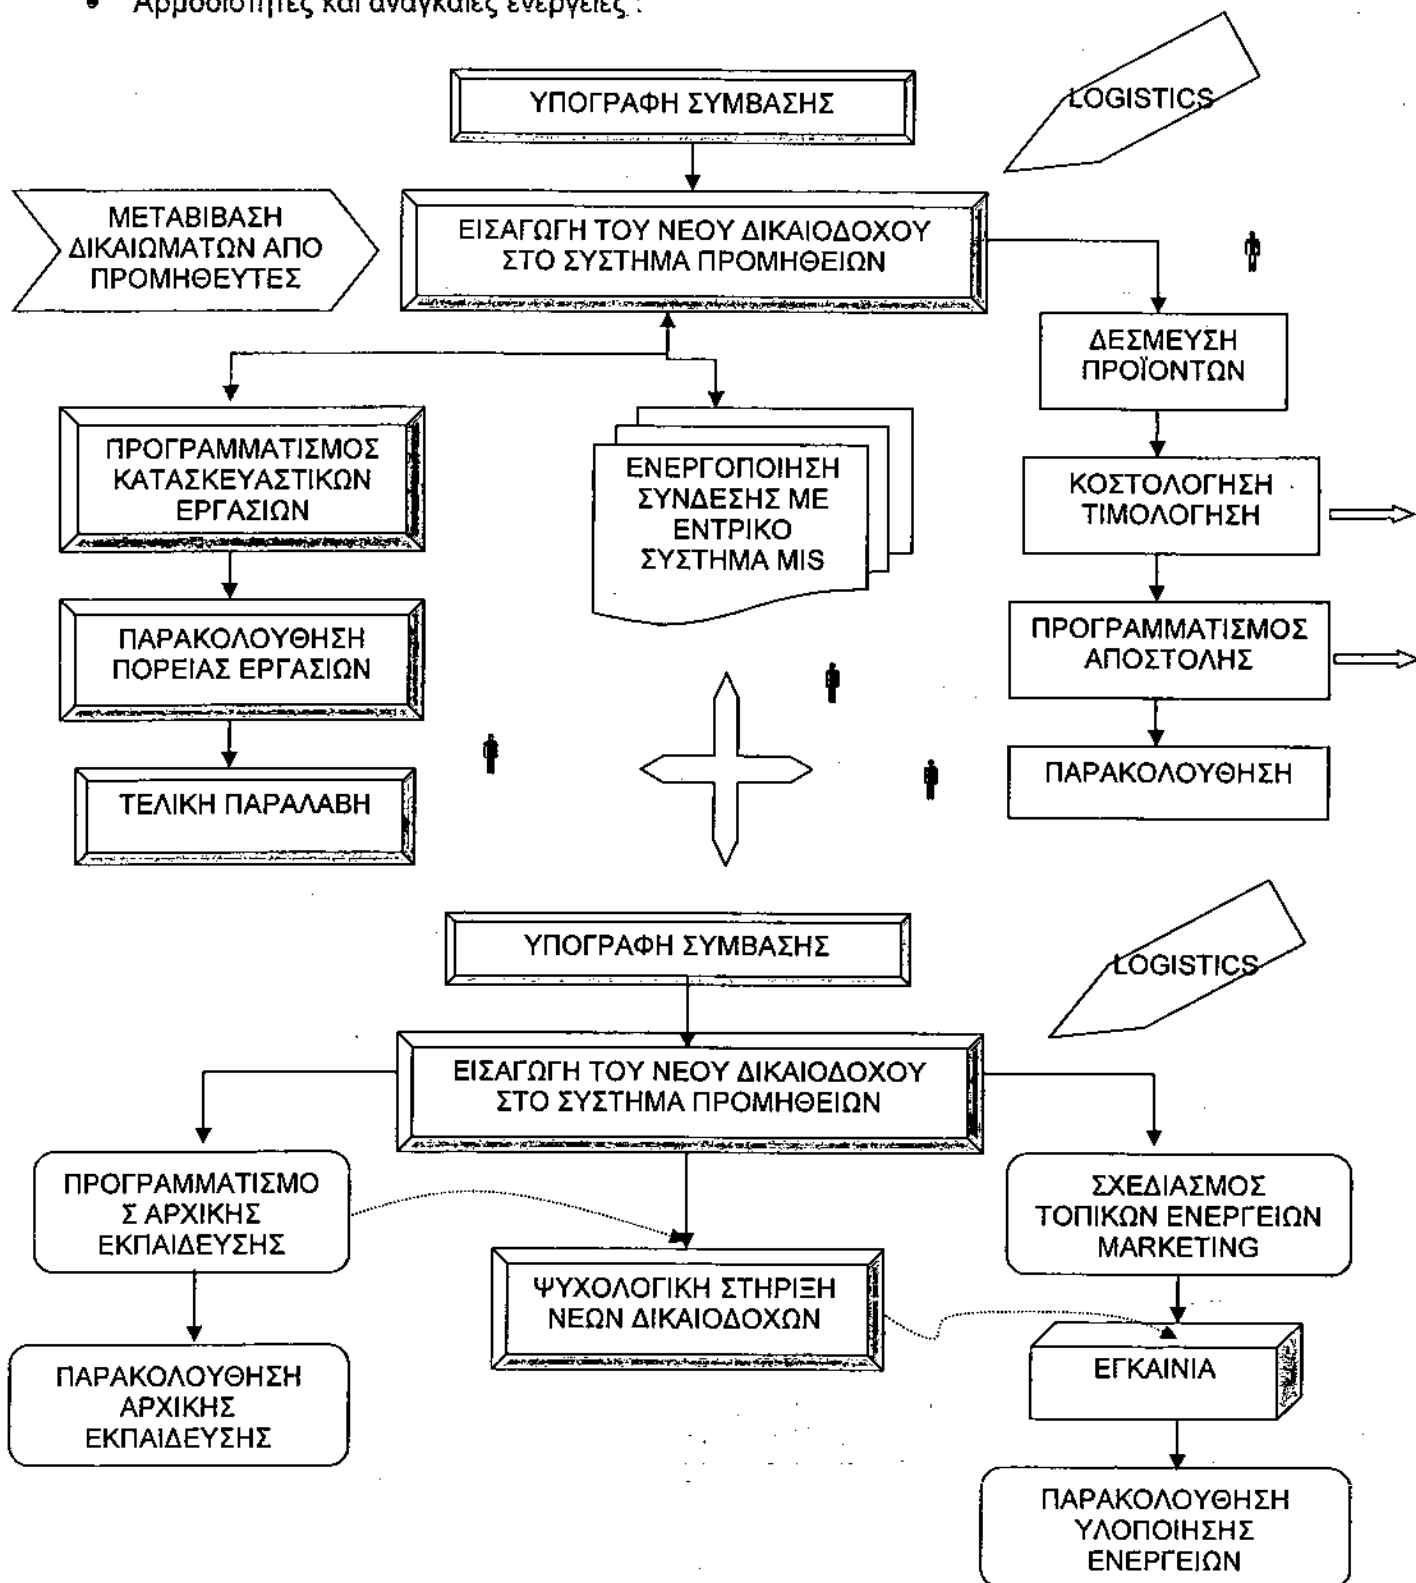 • Αρμοδιότητες και αναγκαίες ενέργειες :
ΥΠΟΓΡΑΦΗ ΣΥΜΒΑΣΗΣ
LOGISTICS
ΜΕΤΑΒΙΒΑΣΗ
ΔΙΚΑΙΩΜΑΤΩΝ ΑΠΟ
ΠΡΟΜΗΘΕΥΤΕΣ
ΕΙΣΑΓΩΓΗ ΤΟΥ ΝΕΟΥ ΔΙΚΑΙΟΔΟΧΟΥ
ΣΤΟ ΣΥΣΤΗΜΑ ΠΡΟΜΗΘΕΙΩΝ
ΔΕΣΜΕΥΣΗ
ΠΡΟΪΟΝΤΩΝ
ΠΡΟΓΡΑΜΜΑΤΙΣΜΟΣ
ΚΑΤΑΣΚΕΥΑΣΤΙΚΩΝ
ΕΡΓΑΣΙΩΝ
ΕΝΕΡΓΟΠΟΙΗΣΗ
ΣΥΝΔΕΣΗΣ ΜΕ
ΕΝΤΡΙΚΟ
ΣΥΣΤΗΜΑ MIS
ΚΟΣΤΟΛΟΓΗΣΗ
ΤΙΜΟΛΟΓΗΣΗ
ΠΑΡΑΚΟΛΟΥΘΗΣΗ
ΠΟΡΕΙΑΣ ΕΡΓΑΣΙΩΝ
ΠΡΟΓΡΑΜΜΑΤΙΣΜΟΣ
ΑΠΟΣΤΟΛΗΣ
ΤΕΛΙΚΗ ΠΑΡΑΛΑΒΗ
ΠΑΡΑΚΟΛΟΥΘΗΣΗ
ΥΠΟΓΡΑΦΗ ΣΥΜΒΑΣΗΣ
LOGISTICS
ΕΙΣΑΓΩΓΗ ΤΟΥ ΝΕΟΥ ΔΙΚΑΙΟΔΟΧΟΥ
ΣΤΟ ΣΥΣΤΗΜΑ ΠΡΟΜΗΘΕΙΩΝ
ΠΡΟΓΡΑΜΜΑΤΙΣΜΟ
Σ ΑΡΧΙΚΗΣ
ΕΚΠΑΙΔΕΥΣΗΣ
ΣΧΕΔΙΑΣΜΟΣ
ΤΟΠΙΚΩΝ ΕΝΕΡΓΕΙΩΝ
MARKETING
ΨΥΧΟΛΟΓΙΚΗ ΣΤΗΡΙΞΗ
ΝΕΩΝ ΔΙΚΑΙΟΔΟΧΩΝ
ΠΑΡΑΚΟΛΟΥΘΗΣΗ
ΑΡΧΙΚΗΣ
ΕΚΠΑΙΔΕΥΣΗΣ
ΕΓΚΑΙΝΙΑ
ΠΑΡΑΚΟΛΟΥΘΗΣΗ
ΥΛΟΠΟΙΗΣΗΣ
ΕΝΕΡΓΕΙΩΝ